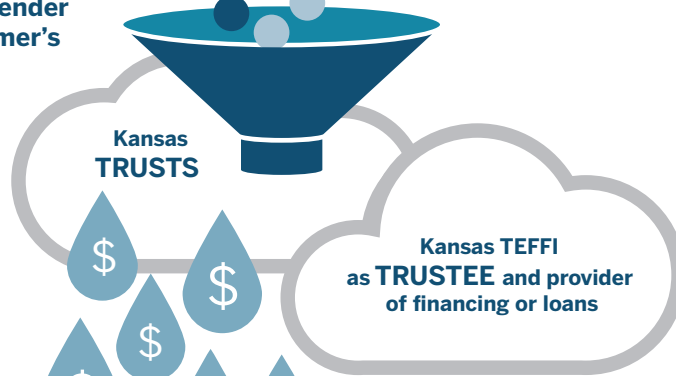 ender
mer's
Kansas
TRUSTS
$
$
$
Kansas TEFFI
as TRUSTEE and provider
of financing or loans
$